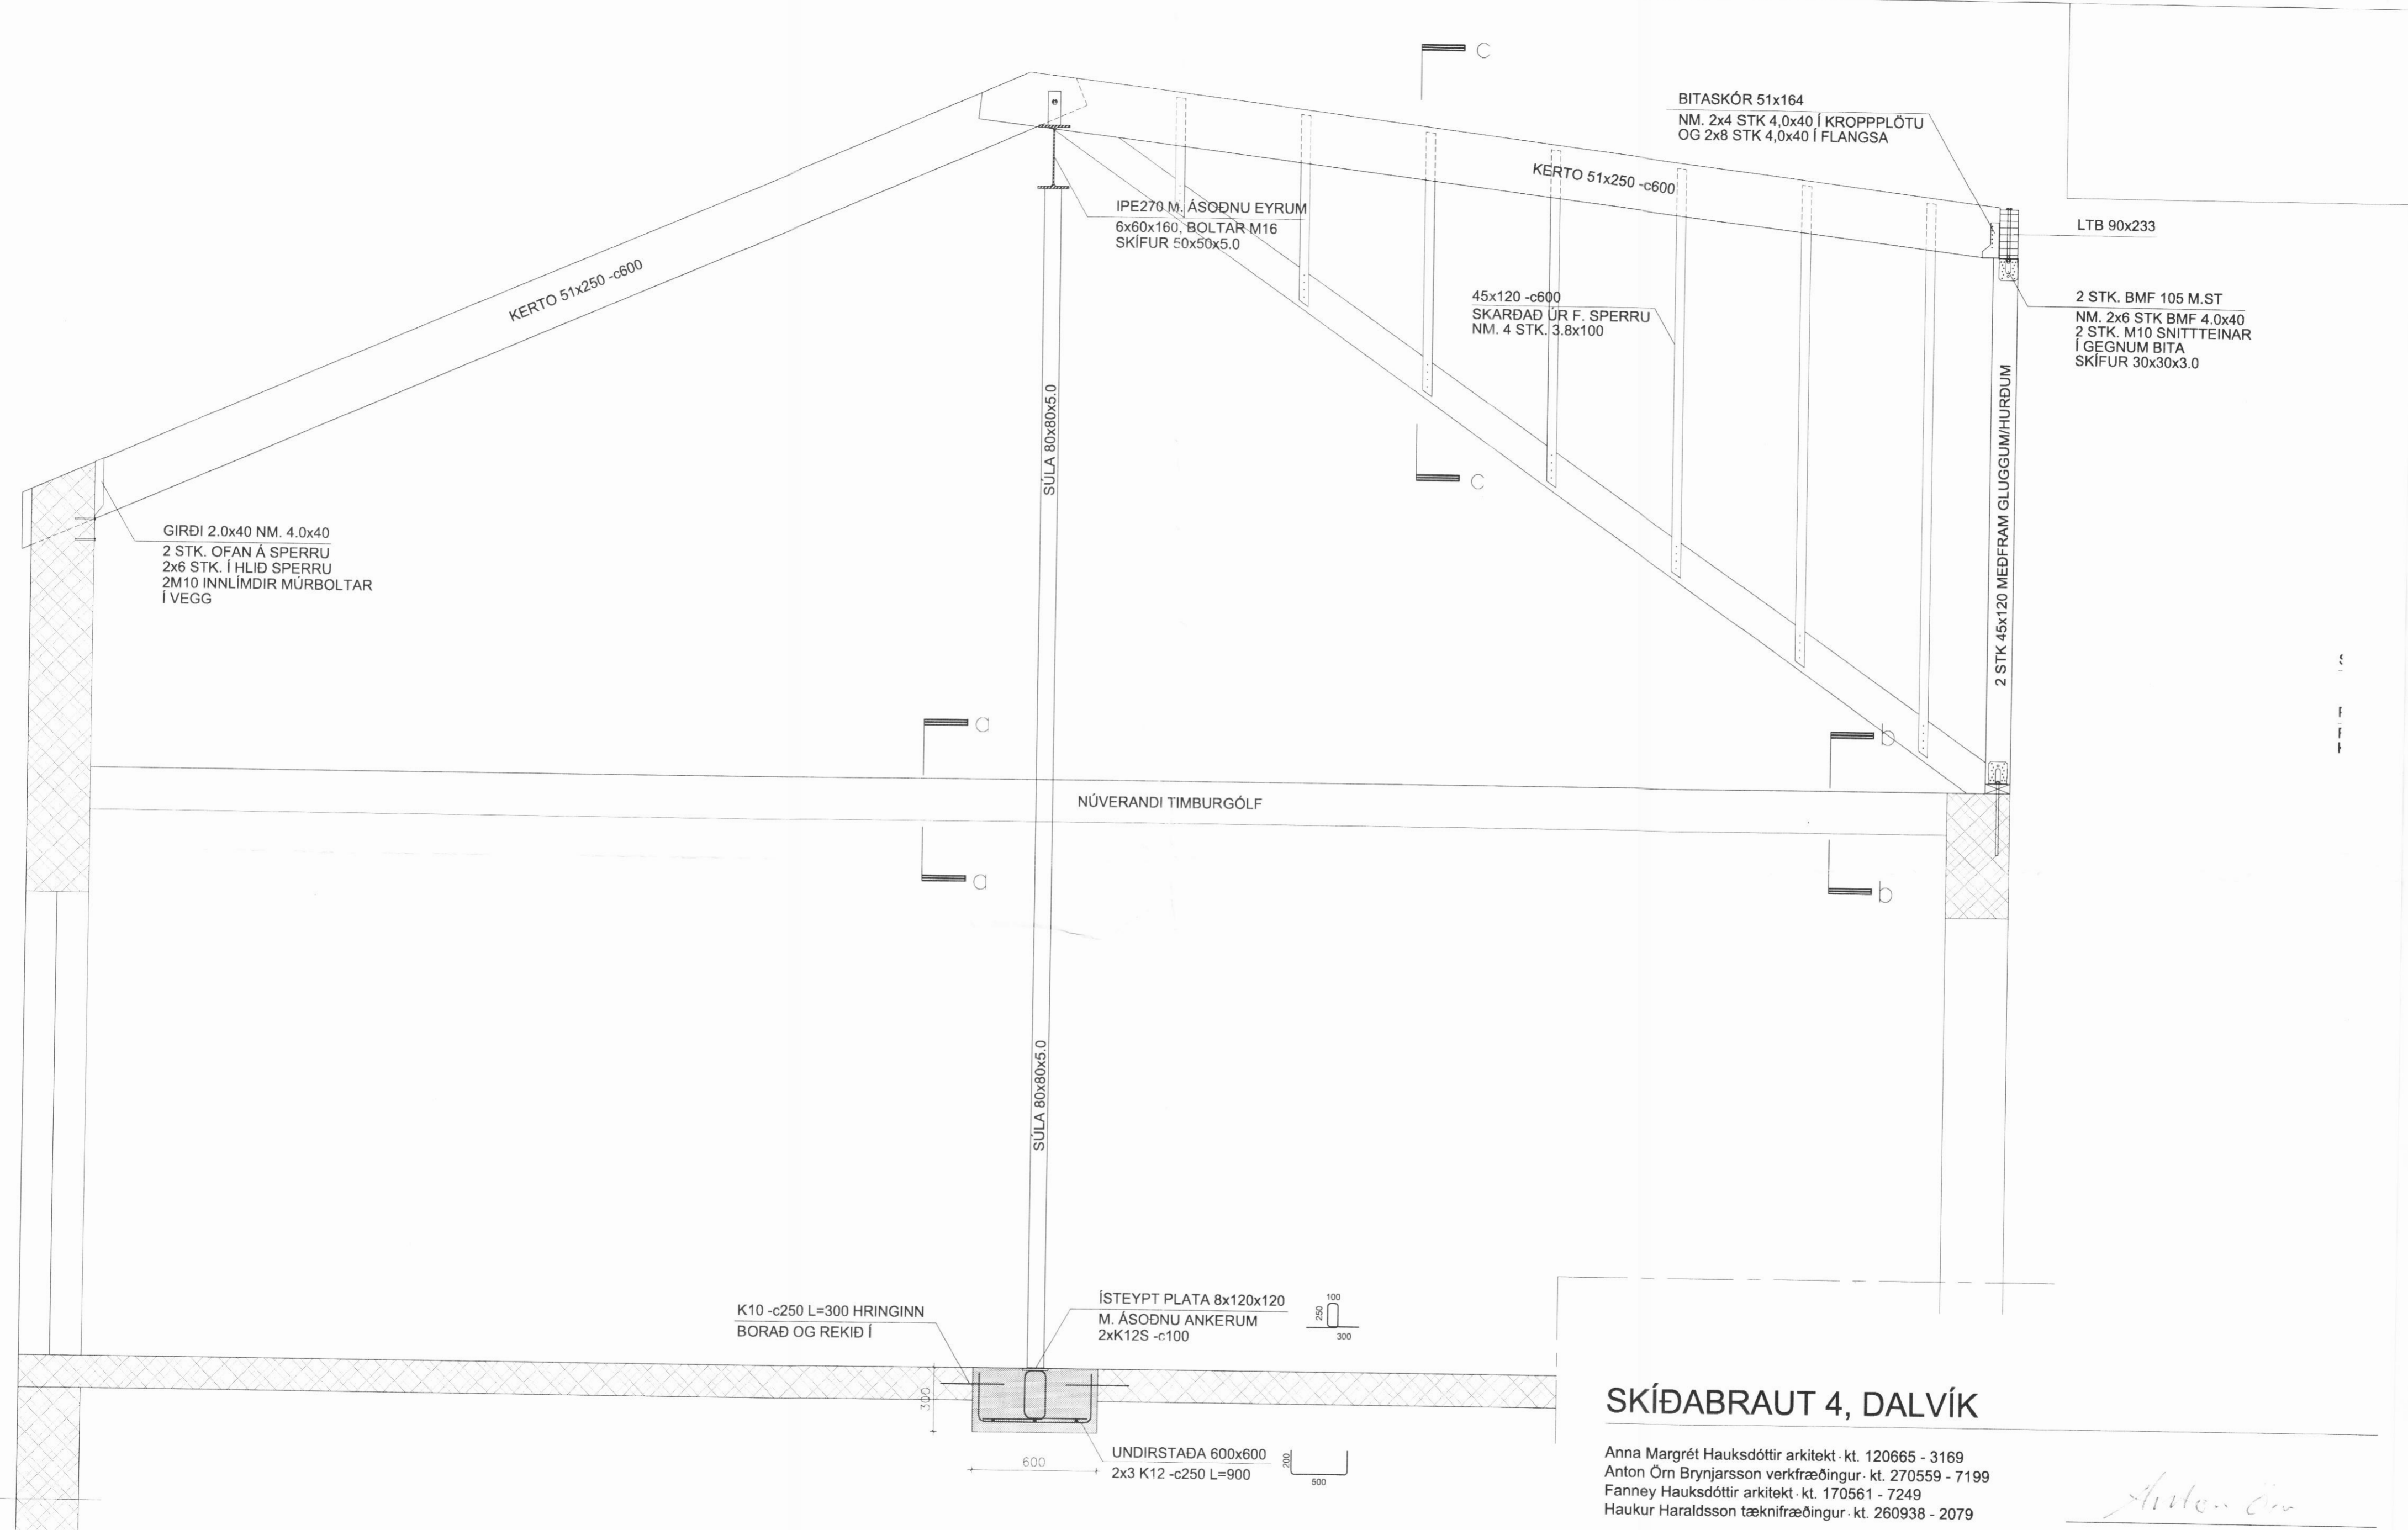 C
BITASKÓR 51x164
NM. 2x4 STK 4,0x40 Í KROPPPLÖTU
OG 2x8 STK 4,0x40 Í FLANGSA
KERTO 51x250 -c600
LTB 90x233
IPE270 M. ÁSOÐNU EYRUM
6x60x160, BOLTAR M16
SKÍFUR 50x50x5.0
KERTO 51x250 -c600
45x120 -c600
SKARÐAÐ ÚR F. SPERRU
NM. 4 STK. 3.8x100
2 STK. BMF 105 M.ST
NM. 2x6 STK BMF 4.0x40
2 STK. M10 SNITTTEINAR
Í GEGNUM BITA
SKÍFUR 30x30x3.0
SÚLA 80x80x5.0
C
2 STK 45x120 MEÐFRAM GLUGGUM/HURÐUM
GIRÐI 2.0x40 NM. 4.0x40
2 STK. OFAN Á SPERRU
2x6 STK. Í HLIÐ SPERRU
2M10 INNLÍMDIR MÚRBOLTAR
Í VEGG
a
b
NÚVERANDI TIMBURGÓLF
a
b
SÚLA 80x80x5.0
K10 -c250 L=300 HRINGINN
BORAÐ OG REKIÐ Í
ÍSTEYPT PLATA 8x120x120
M. ÁSOÐNU ANKERUM
2xK12S -c100
100
250
300
300
600
UNDIRSTAÐA 600x600
2x3 K12 -c250 L=900
200
500
SKÍÐABRAUT 4, DALVÍK
Anna Margrét Hauksdóttir arkitekt · kt. 120665 - 3169
Anton Örn Brynjarsson verkfræðingur · kt. 270559 - 7199
Fanney Hauksdóttir arkitekt · kt. 170561 - 7249
Haukur Haraldsson tæknifræðingur · kt. 260938 - 2079